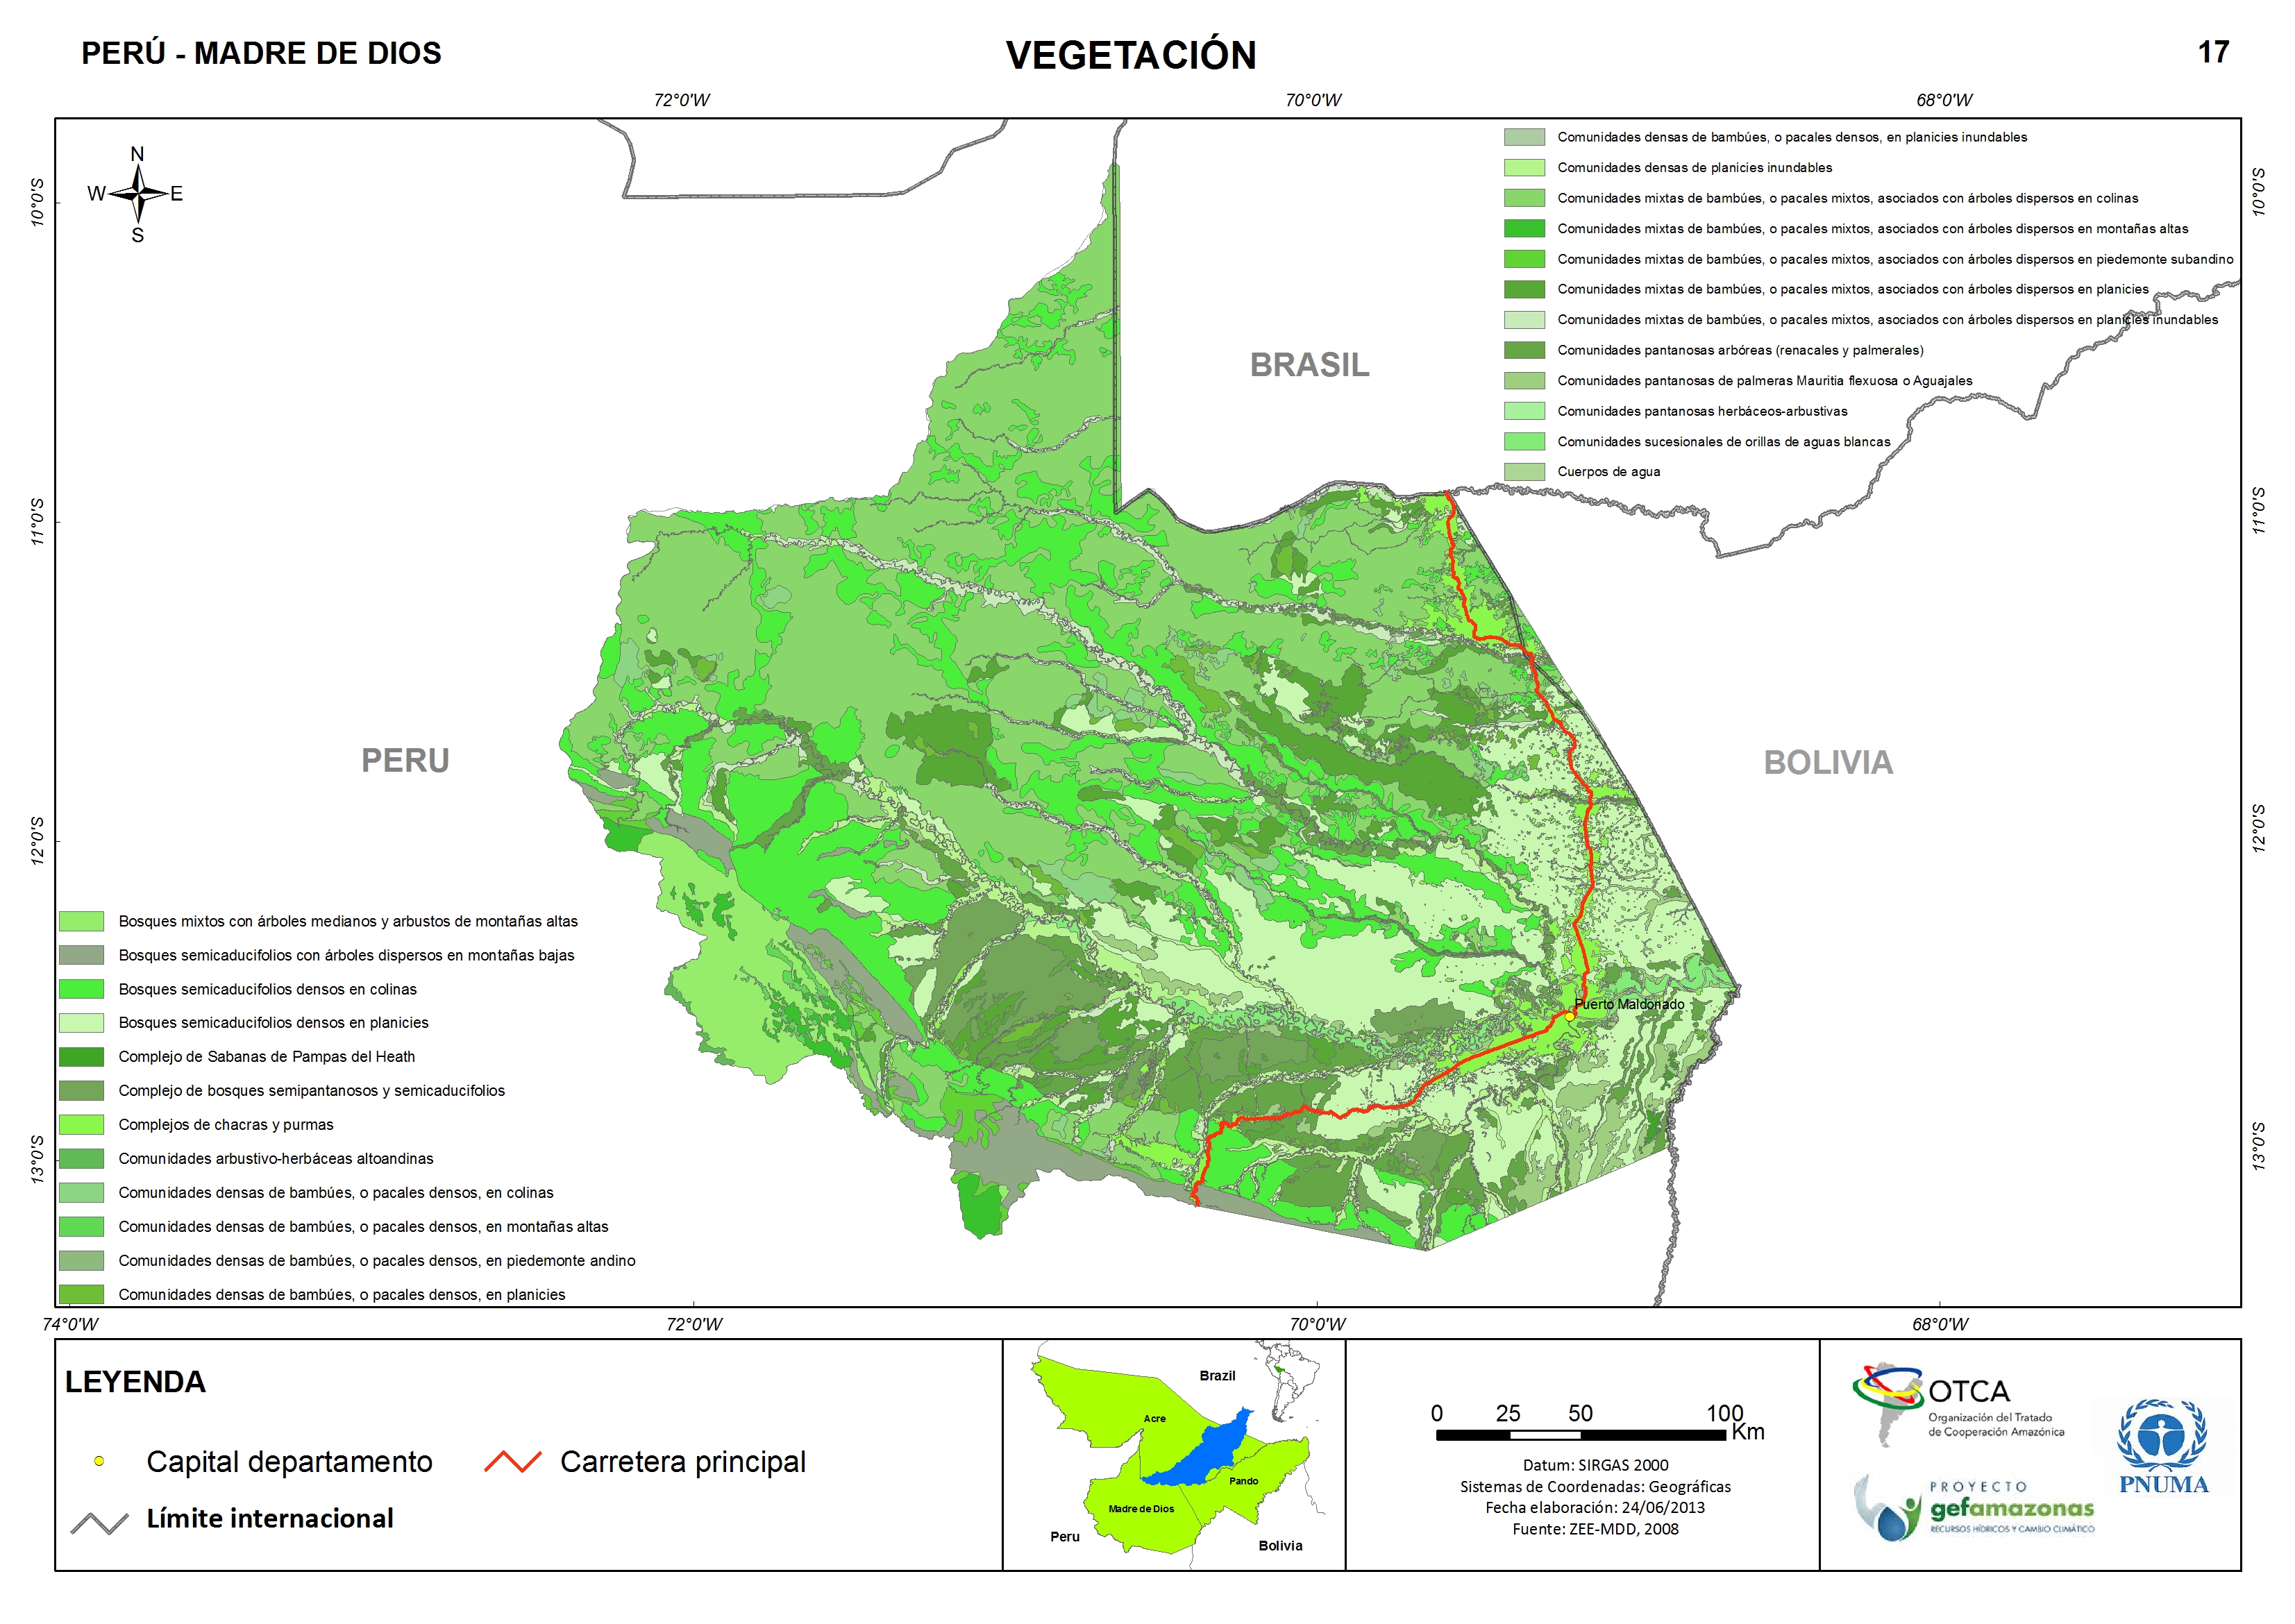 PERÚ - MADRE DE DIOS
VEGETACIÓN
17
72°0'W
70°0'W
68°0'W
10°0'S
11°0'S
12°0'S
13°0'S
10°0'S
11°0'S
12°0'S
13°0'S
N
W
E
S
Comunidades densas de bambúes, o pacales densos, en planicies inundables
Comunidades densas de planicies inundables
Comunidades mixtas de bambúes, o pacales mixtos, asociados con árboles dispersos en colinas
Comunidades mixtas de bambúes, o pacales mixtos, asociados con árboles dispersos en montañas altas
Comunidades mixtas de bambúes, o pacales mixtos, asociados con árboles dispersos en piedemonte subandino
Comunidades mixtas de bambúes, o pacales mixtos, asociados con árboles dispersos en planicies
Comunidades mixtas de bambúes, o pacales mixtos, asociados con árboles dispersos en planicies inundables
Comunidades pantanosas arbóreas (renacales y palmerales)
Comunidades pantanosas de palmeras Mauritia flexuosa o Aguajales
Comunidades pantanosas herbáceos-arbustivas
Comunidades sucesionales de orillas de aguas blancas
Cuerpos de agua
BRASIL
PERU
BOLIVIA
Puerto Maldonado
Bosques mixtos con árboles medianos y arbustos de montañas altas
Bosques semicaducifolios con árboles dispersos en montañas bajas
Bosques semicaducifolios densos en colinas
Bosques semicaducifolios densos en planicies
Complejo de Sabanas de Pampas del Heath
Complejo de bosques semipantanosos y semicaducifolios
Complejos de chacras y purmas
Comunidades arbustivo-herbáceas altoandinas
Comunidades densas de bambúes, o pacales densos, en colinas
Comunidades densas de bambúes, o pacales densos, en montañas altas
Comunidades densas de bambúes, o pacales densos, en piedemonte andino
Comunidades densas de bambúes, o pacales densos, en planicies
74°0'W
72°0'W
70°0'W
68°0'W
LEYENDA
Capital departamento
Carretera principal
Límite internacional
Brazil
Acre
Pando
Madre de Dios
Peru
Bolivia
0 25 50 100
Km
Datum: SIRGAS 2000
Sistemas de Coordenadas: Geográficas
Fecha elaboración: 24/06/2013
Fuente: ZEE-MDD, 2008
OTCA
Organización del Tratado
de Cooperación Amazónica
PROYECTO
gefamazonas
RECURSOS HÍDRICOS Y CAMBIO CLIMÁTICO
PNUMA